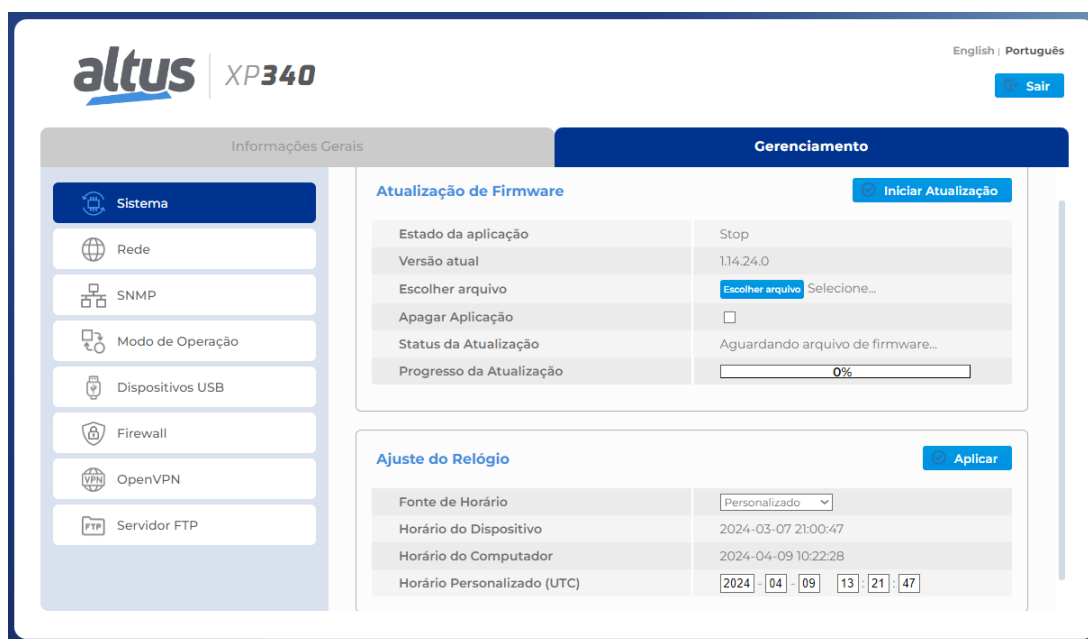 English | Português
altus XP340
Sair
Informações Gerais
Gerenciamento
Sistema
Rede
SNMP
Modo de Operação
Dispositivos USB
Firewall
VPN OpenVPN
FTP Servidor FTP
Atualização de Firmware
Iniciar Atualização
Estado da aplicação Stop
Versão atual 1.14.24.0
Escolher arquivo Escolher arquivo Selecione...
Apagar Aplicação
Status da Atualização Aguardando arquivo de firmware...
Progresso da Atualização 0%
Ajuste do Relógio
Aplicar
Fonte de Horário Personalizado
Horário do Dispositivo 2024-03-07 21:00:47
Horário do Computador 2024-04-09 10:22:28
Horário Personalizado (UTC) 2024 - 04 - 09 13 : 21 : 47